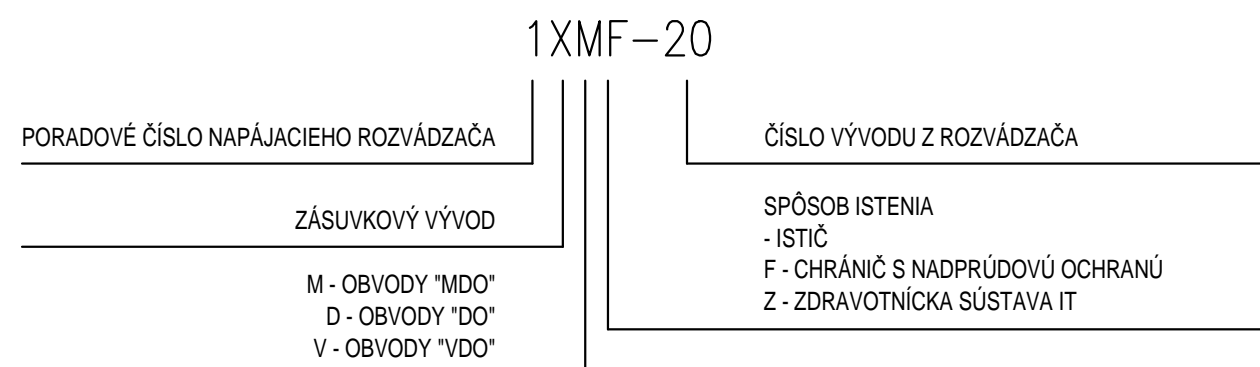 1XMF-20
PORADOVÉ ČÍSLO NAPÁJACIEHO ROZVÁDZAČA
ZÁSUVKOVÝ VÝVOD
M - OBVODY "MDO"
D - OBVODY "DO"
V - OBVODY "VDO"
ČÍSLO VÝVODU Z ROZVÁDZAČA
SPÔSOB ISTENIA
- ISTIČ
F - CHRÁNIČ S NADPRÚDOVÚ OCHRANÚ
Z - ZDRAVOTNÍCKA SÚSTAVA IT